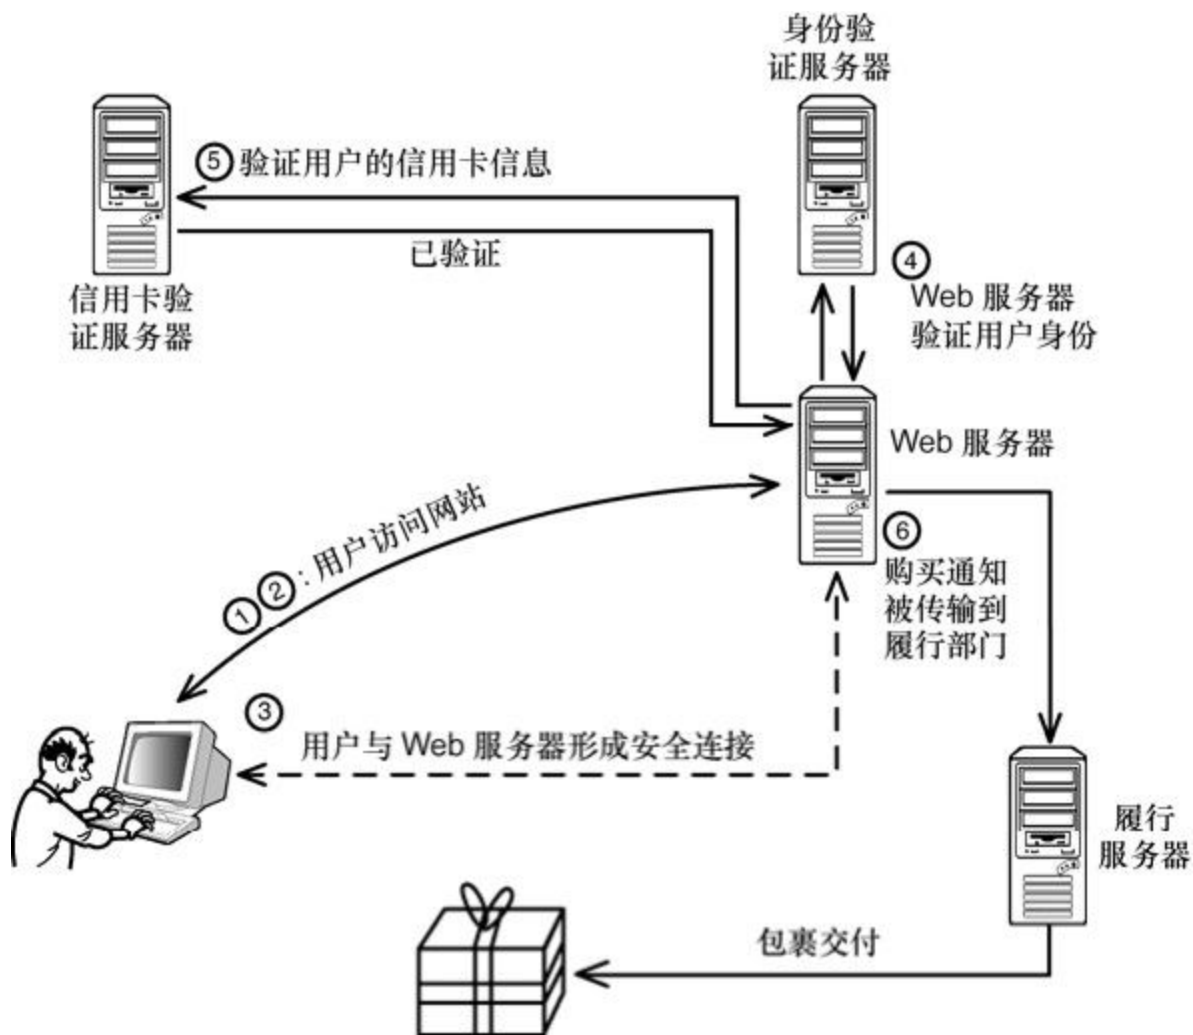 身份验
证服务器
⑤验证用户的信用卡信息
已验证
信用卡验
证服务器
④
Web 服务器
验证用户身份
Web 服务器
①②：用户访问网站
⑥
购买通知
被传输到
履行部门
③
用户与 Web 服务器形成安全连接
履行
服务器
包裹交付